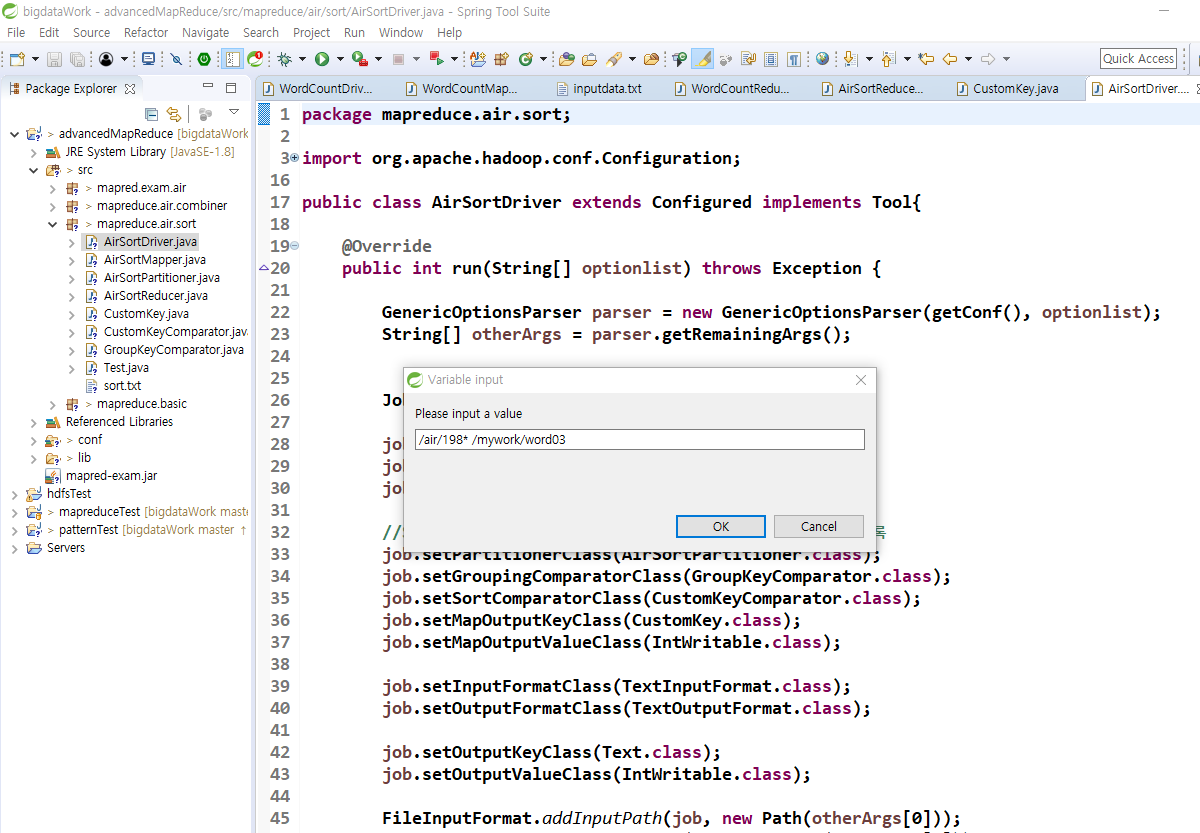 bigdataWork - advancedMapReduce/src/mapreduce/air/sort/AirSortDriver.java - Spring Tool Suite
File Edit Source Refactor Navigate Search Project Run Window Help
Quick Access
Package Explorer
WordCountDriv... WordCountMap... inputdata.txt WordCountRedu... AirSortReduce... CustomKey.java AirSortDriver....
> advancedMapReduce [bigdataWork
JRE System Library [JavaSE-1.8]
> src
> mapred.exam.air
> mapreduce.air.combiner
> mapreduce.air.sort
AirSortDriver.java
AirSortMapper.java
AirSortPartitioner.java
AirSortReducer.java
CustomKey.java
CustomKeyComparator.java
GroupKeyComparator.java
Test.java
sort.txt
> mapreduce.basic
Referenced Libraries
> conf
> lib
mapred-exam.jar
hdfsTest
> mapreduceTest [bigdataWork maste
> patternTest [bigdataWork master ↑
Servers
1 package mapreduce.air.sort;
2
3 import org.apache.hadoop.conf.Configuration;
16
17 public class AirSortDriver extends Configured implements Tool{
18
19 @Override
20 public int run(String[] optionlist) throws Exception {
21
22 GenericOptionsParser parser = new GenericOptionsParser(getConf(), optionlist);
23 String[] otherArgs = parser.getRemainingArgs();
24
25
26 Jo
27
28 jo
29 jo
30 jo
31
32 //
33 job.setPartitionerClass(AirSortPartitioner.class);
34 job.setGroupingComparatorClass(GroupKeyComparator.class);
35 job.setSortComparatorClass(CustomKeyComparator.class);
36 job.setMapOutputKeyClass(CustomKey.class);
37 job.setMapOutputValueClass(IntWritable.class);
38
39 job.setInputFormatClass(TextInputFormat.class);
40 job.setOutputFormatClass(TextOutputFormat.class);
41
42 job.setOutputKeyClass(Text.class);
43 job.setOutputValueClass(IntWritable.class);
44
45 FileInputFormat.addInputPath(job, new Path(otherArgs[0]));
Variable input
Please input a value
/air/198* /mywork/word03
OK Cancel